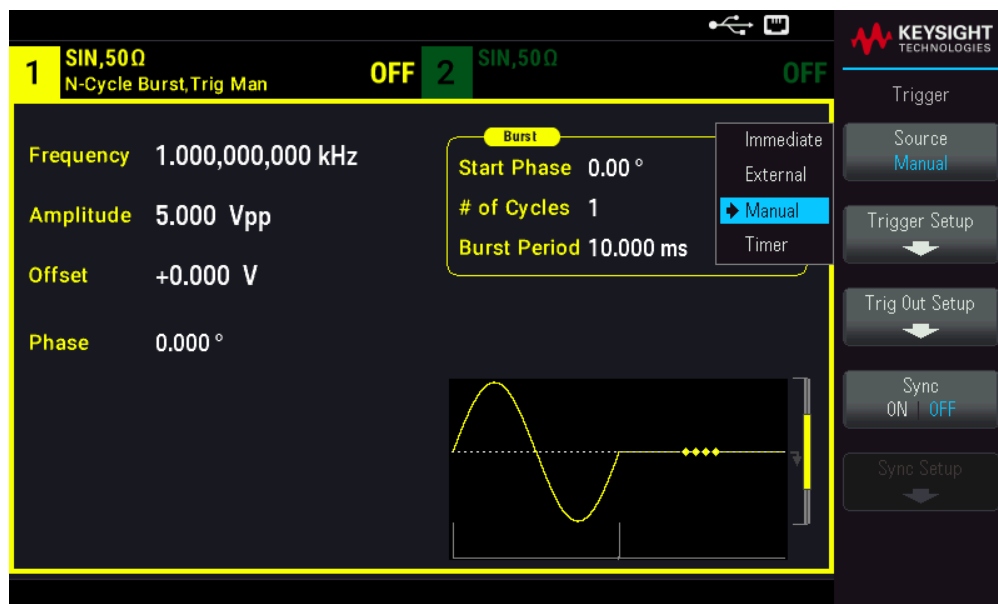 KEYSIGHT
TECHNOLOGIES
1 SIN,50Ω OFF
N-Cycle Burst,Trig Man
2 SIN,50Ω OFF
Frequency 1.000,000,000 kHz
Amplitude 5.000 Vpp
Offset +0.000 V
Phase 0.000 °
Burst
Start Phase 0.00 °
# of Cycles 1
Burst Period 10.000 ms
Immediate
External
Manual
Timer
Trigger
Source
Manual
Trigger Setup
Trig Out Setup
Sync
ON | OFF
Sync Setup